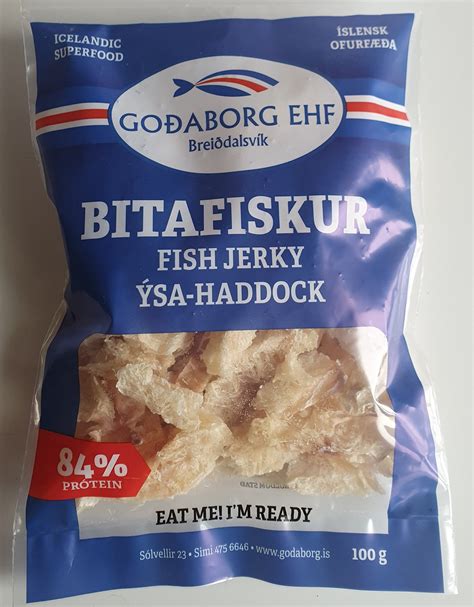 ICELANDIC
SUPERFOOD
ÍSLENSK
OFURFÆÐA
GOÐABORG EHF
Breiðdalsvík
BITAFISKUR
FISH JERKY
ÝSA-HADDOCK
84%
PRÓTEIN
EAT ME! I'M READY
Sólvellir 23 • Sími 475 6646 • www.godaborg.is
100 g